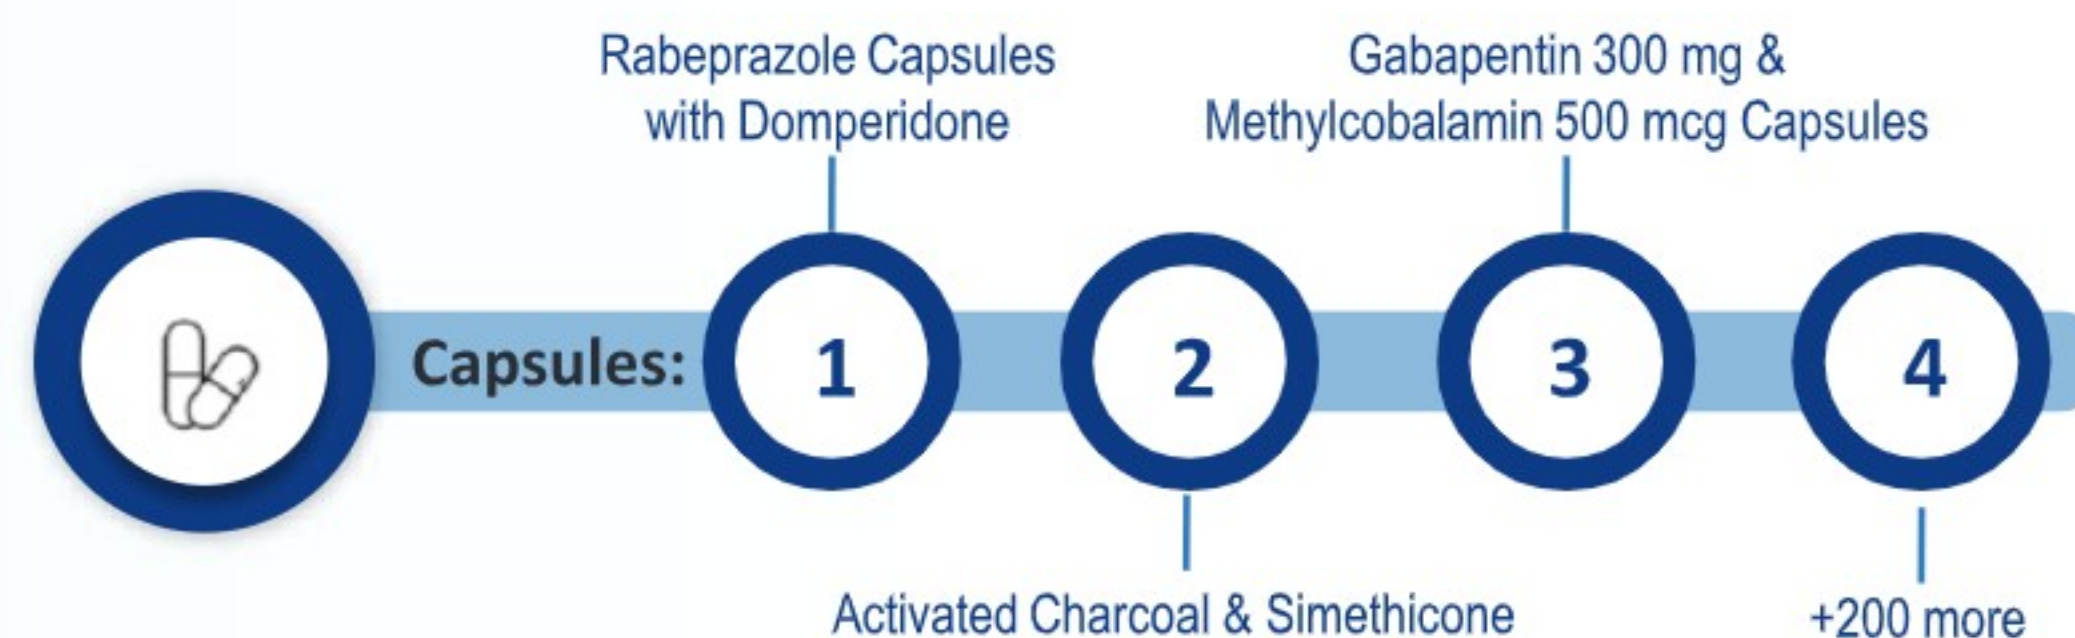 Rabeprazole Capsules
with Domperidone
Gabapentin 300 mg &
Methylcobalamin 500 mcg Capsules
Capsules:
1
2
3
4
Activated Charcoal & Simethicone
+200 more